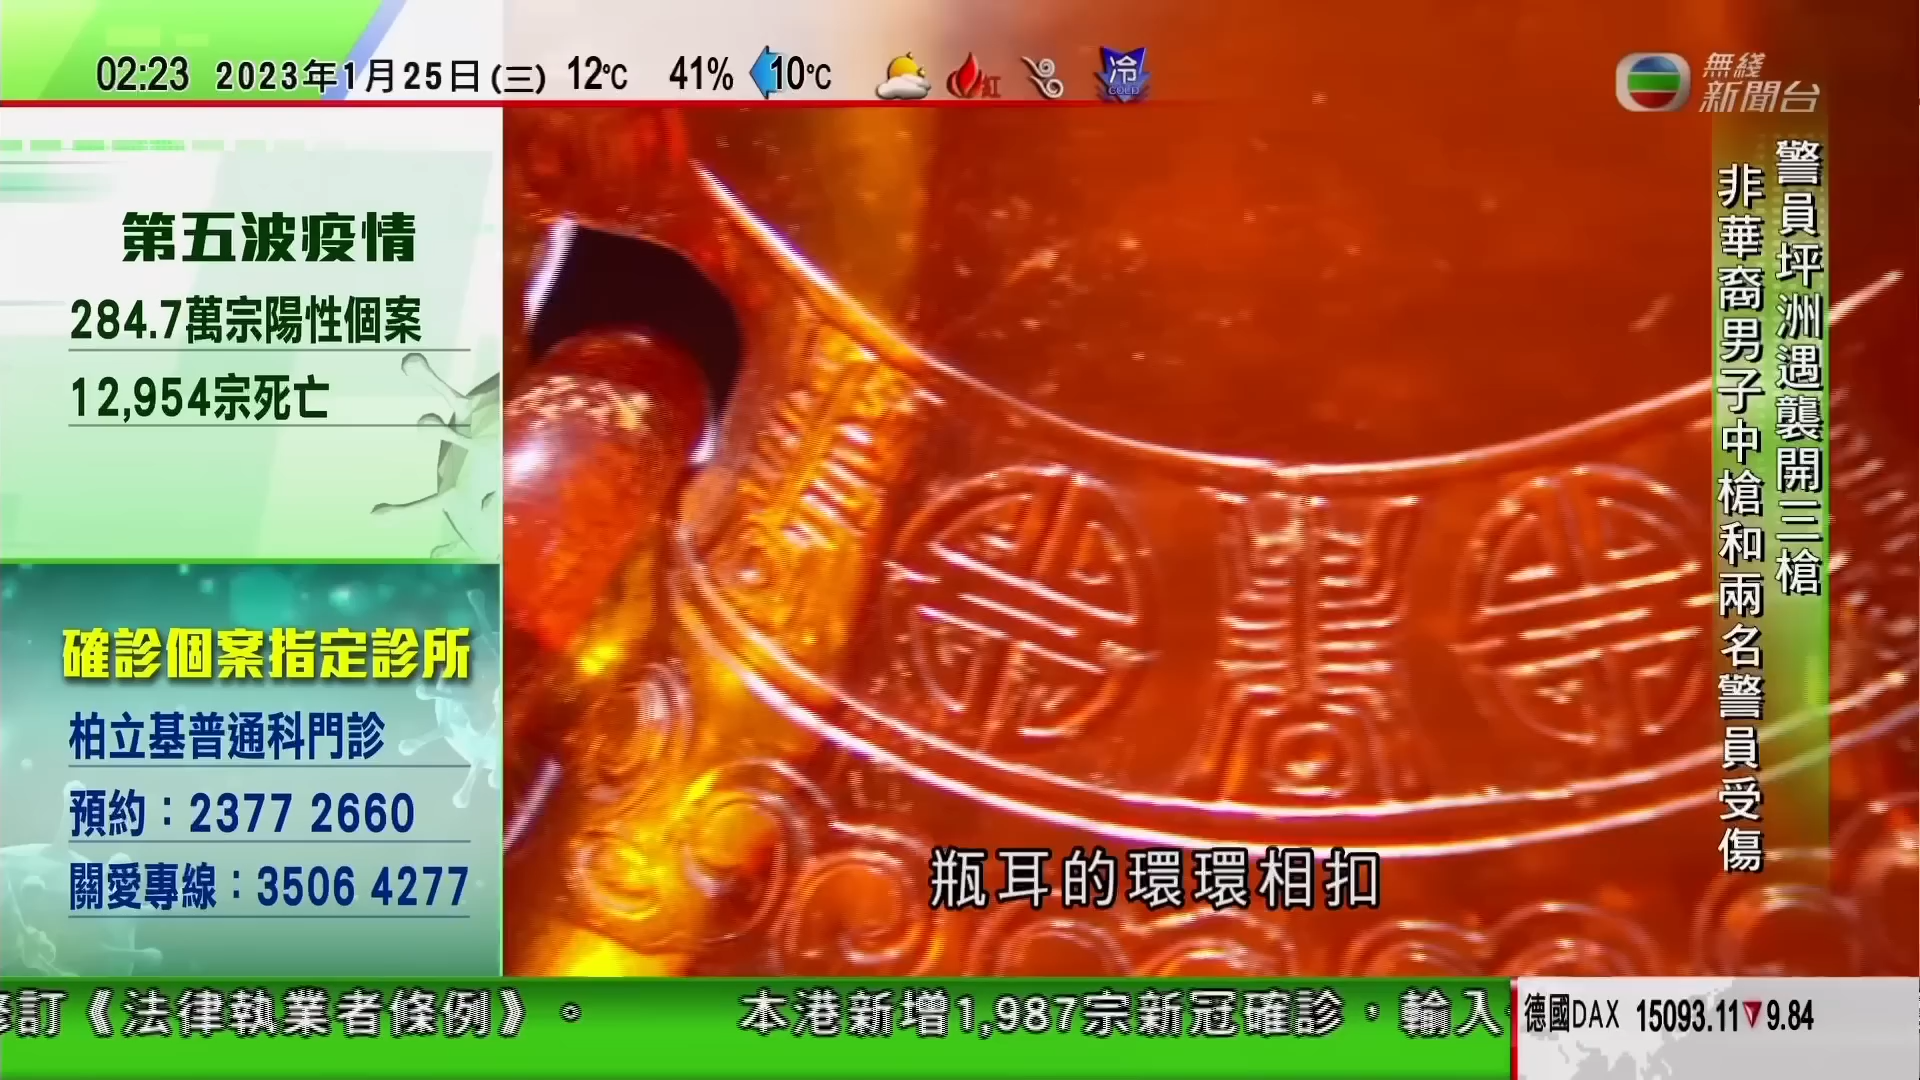 02:23 2023年1月25日(三) 12℃ 41% 10℃ 紅 冷 COLD
無綫
新聞台
警員坪洲遇襲開三槍
非華裔男子中槍和兩名警員受傷
第五波疫情
284.7萬宗陽性個案
12,954宗死亡
確診個案指定診所
柏立基普通科門診
預約：2377 2660
關愛專線：3506 4277
瓶耳的環環相扣
修訂《法律執業者條例》。 本港新增1,987宗新冠確診，輸入
德國DAX 15093.11▼9.84